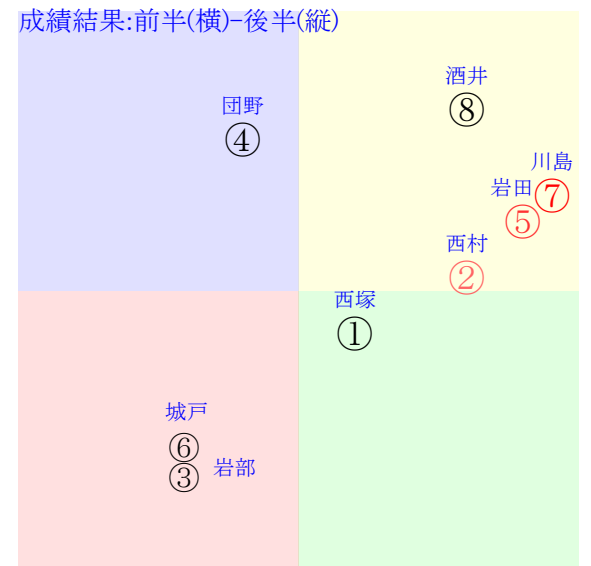 成績結果:前半(横)-後半(縦)
酒井
⑧
団野
④
川島
⑦
岩田
⑤
西村
②
西塚
①
城戸
⑥
岩部
③